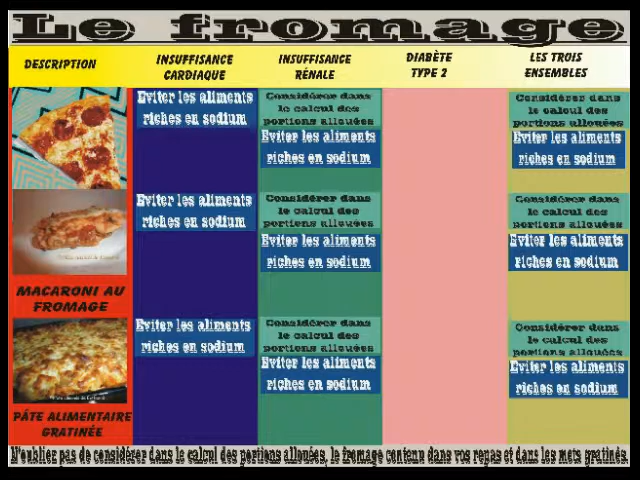 Le fromage
DESCRIPTION
INSUFFISANCE
CARDIAQUE
INSUFFISANCE
RÉNALE
DIABÈTE
TYPE 2
LES TROIS
ENSEMBLES
Eviter les aliments
riches en sodium
Considérer dans
le calcul des
portions allouées
Eviter les aliments
riches en sodium
Considérer dans
le calcul des
portions allouées
Eviter les aliments
riches en sodium
Eviter les aliments
riches en sodium
Considérer dans
le calcul des
portions allouées
Eviter les aliments
riches en sodium
Considérer dans
le calcul des
portions allouées
Eviter les aliments
riches en sodium
MACARONI AU
FROMAGE
Eviter les aliments
riches en sodium
Considérer dans
le calcul des
portions allouées
Eviter les aliments
riches en sodium
Considérer dans
le calcul des
portions allouées
Eviter les aliments
riches en sodium
PÂTE ALIMENTAIRE
GRATINÉE
N'oublier pas de considérer dans le calcul des portions allouées, le fromage contenu dans vos repas et dans les mets gratinés.